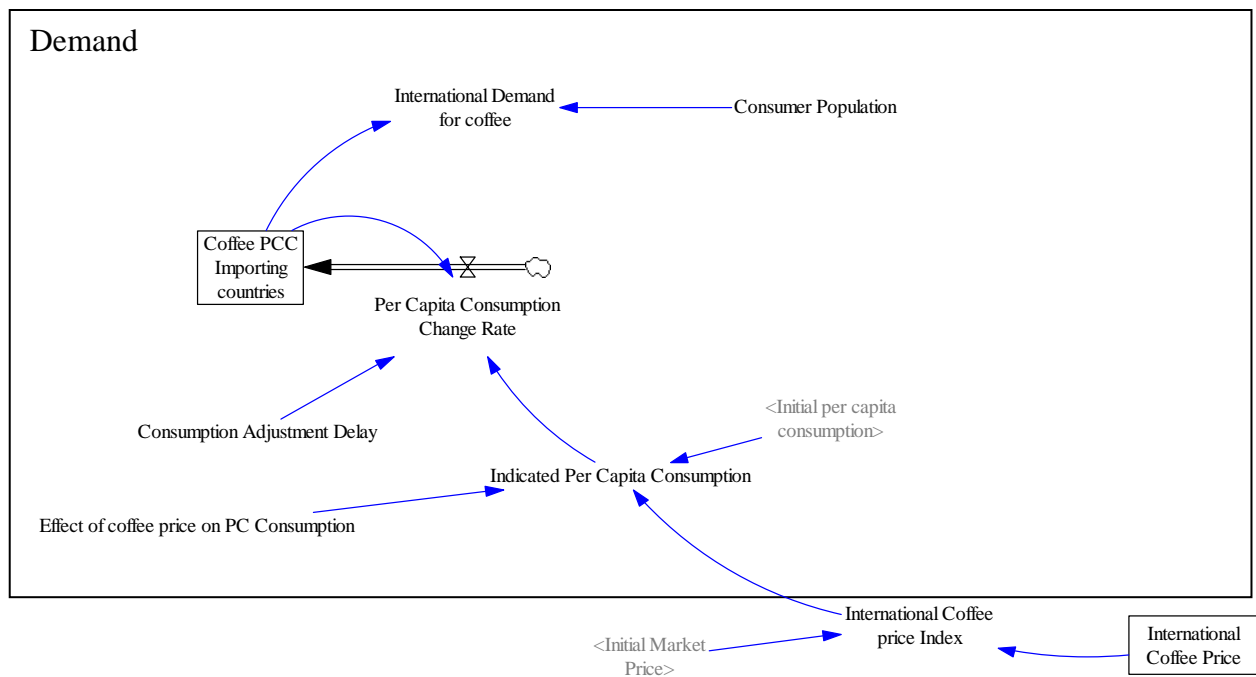 Demand
International Demand
for coffee
Consumer Population
Coffee PCC
Importing
countries
Per Capita Consumption
Change Rate
Consumption Adjustment Delay
<Initial per capita
consumption>
Indicated Per Capita Consumption
Effect of coffee price on PC Consumption
International Coffee
price Index
<Initial Market
Price>
International
Coffee Price